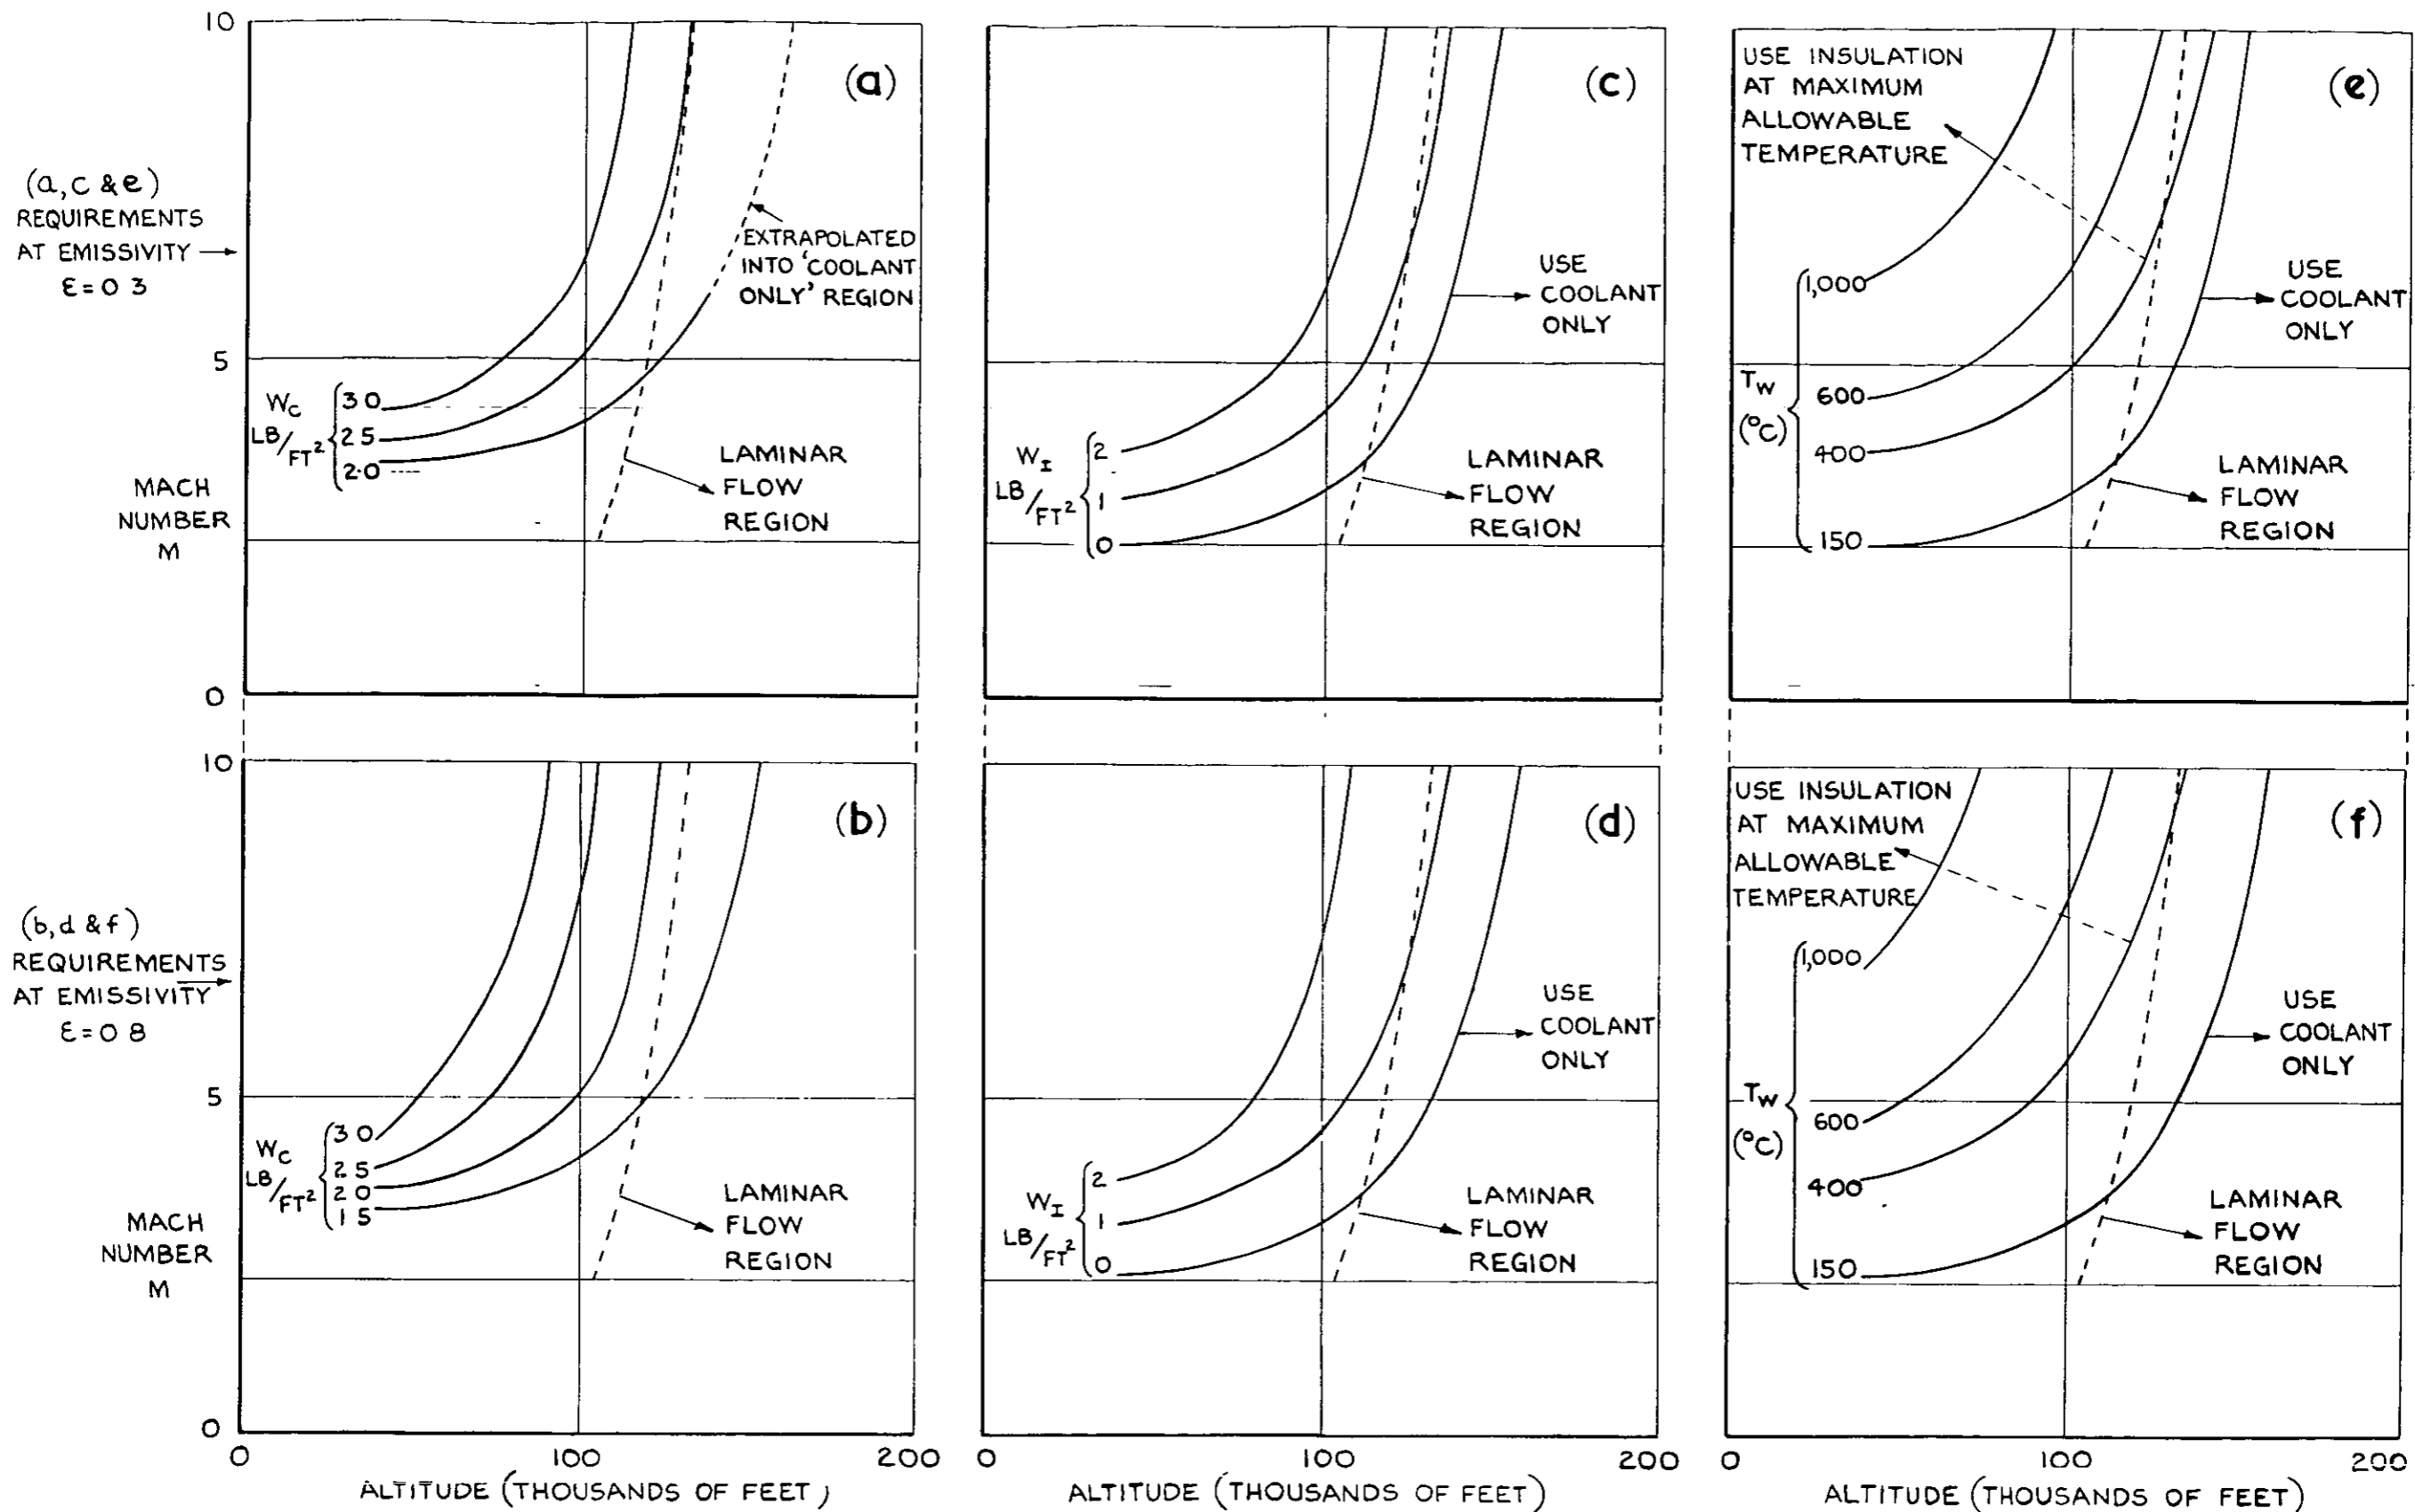 10
(a)
(a, c & e)
REQUIREMENTS
AT EMISSIVITY
ε = 0 3
EXTRAPOLATED
INTO 'COOLANT
ONLY' REGION
5
W_C
LB/FT²
3 0
2 5
2.0
LAMINAR
FLOW
REGION
MACH
NUMBER
M
0
(c)
USE
COOLANT
ONLY
W_I
LB/FT²
2
1
0
LAMINAR
FLOW
REGION
USE INSULATION
AT MAXIMUM
ALLOWABLE
TEMPERATURE
(e)
USE
COOLANT
ONLY
T_W
(°C)
1,000
600
400
150
LAMINAR
FLOW
REGION
10
(b)
(b, d & f)
REQUIREMENTS
AT EMISSIVITY
ε = 0 8
5
W_C
LB/FT²
3 0
2 5
2 0
1 5
LAMINAR
FLOW
REGION
MACH
NUMBER
M
0
0
100
200
ALTITUDE (THOUSANDS OF FEET)
(d)
USE
COOLANT
ONLY
W_I
LB/FT²
2
1
0
LAMINAR
FLOW
REGION
0
100
200
ALTITUDE (THOUSANDS OF FEET)
USE INSULATION
AT MAXIMUM
ALLOWABLE
TEMPERATURE
(f)
USE
COOLANT
ONLY
T_W
(°C)
1,000
600
400
150
LAMINAR
FLOW
REGION
0
100
200
ALTITUDE (THOUSANDS OF FEET)